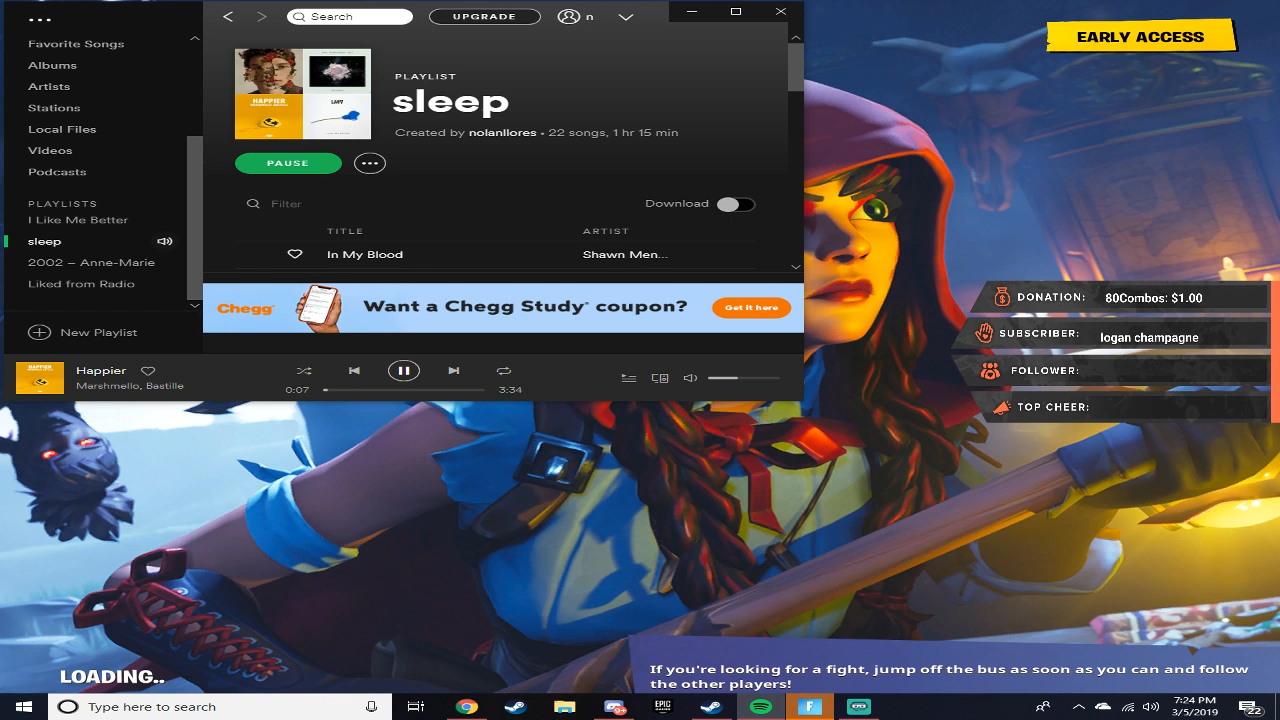 Search
UPGRADE
n
EARLY ACCESS
Favorite Songs
Albums
Artists
Stations
Local Files
Videos
Podcasts
PLAYLISTS
I Like Me Better
sleep
2002 – Anne-Marie
Liked from Radio
New Playlist
HAPPIER
PLAYLIST
sleep
Created by nolanllores · 22 songs, 1 hr 15 min
PAUSE
Filter
Download
TITLE ARTIST
In My Blood Shawn Men...
Chegg
Want a Chegg Study coupon?
Get it here
HAPPIER
Happier
Marshmello, Bastille
0:07
3:34
DONATION:
SUBSCRIBER: logan champagne
FOLLOWER:
TOP CHEER:
LOADING..
If you're looking for a fight, jump off the bus as soon as you can and follow
the other players!
Type here to search
EPIC
GAMES
7:24 PM
3/5/2019
22